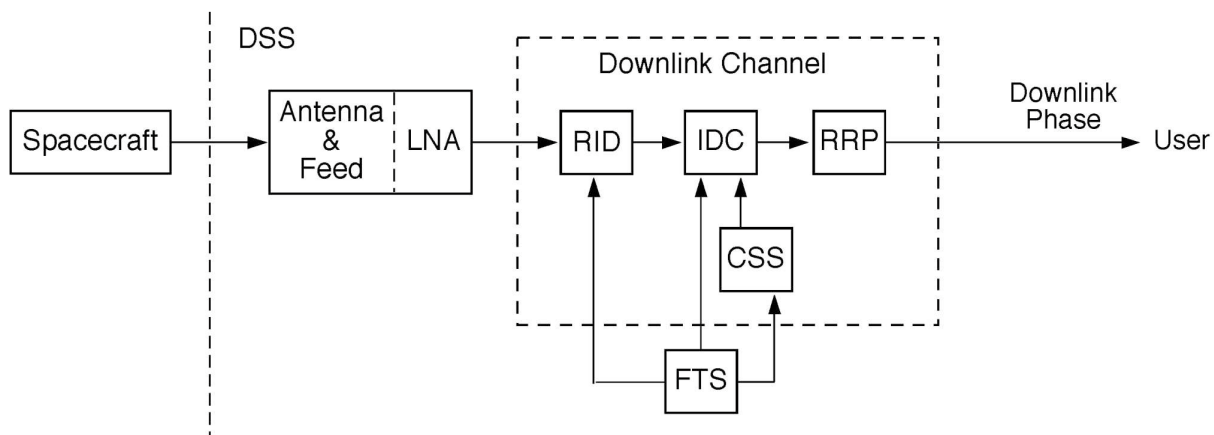 DSS
Downlink Channel
Spacecraft
Antenna
&
Feed
LNA
RID
IDC
RRP
Downlink
Phase
User
CSS
FTS